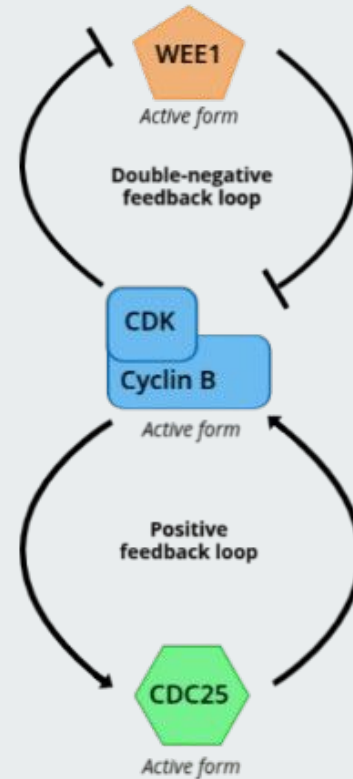 WEE1
Active form
Double-negative
feedback loop
CDK
Cyclin B
Active form
Positive
feedback loop
CDC25
Active form